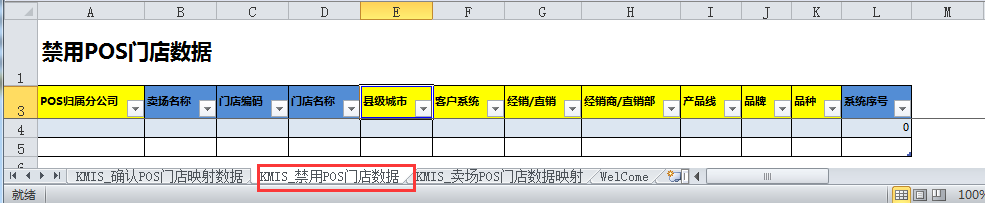 A B C D E F G H I J K L M
1 禁用POS门店数据
3 POS归属分公司 卖场名称 门店编码 门店名称 县级城市 客户系统 经销/直销 经销商/直销部 产品线 品牌 品种 系统序号
4 0
5
6
KMIS_确认POS门店映射数据 KMIS_禁用POS门店数据 KMIS_卖场POS门店数据映射 WelCome
就绪 100%